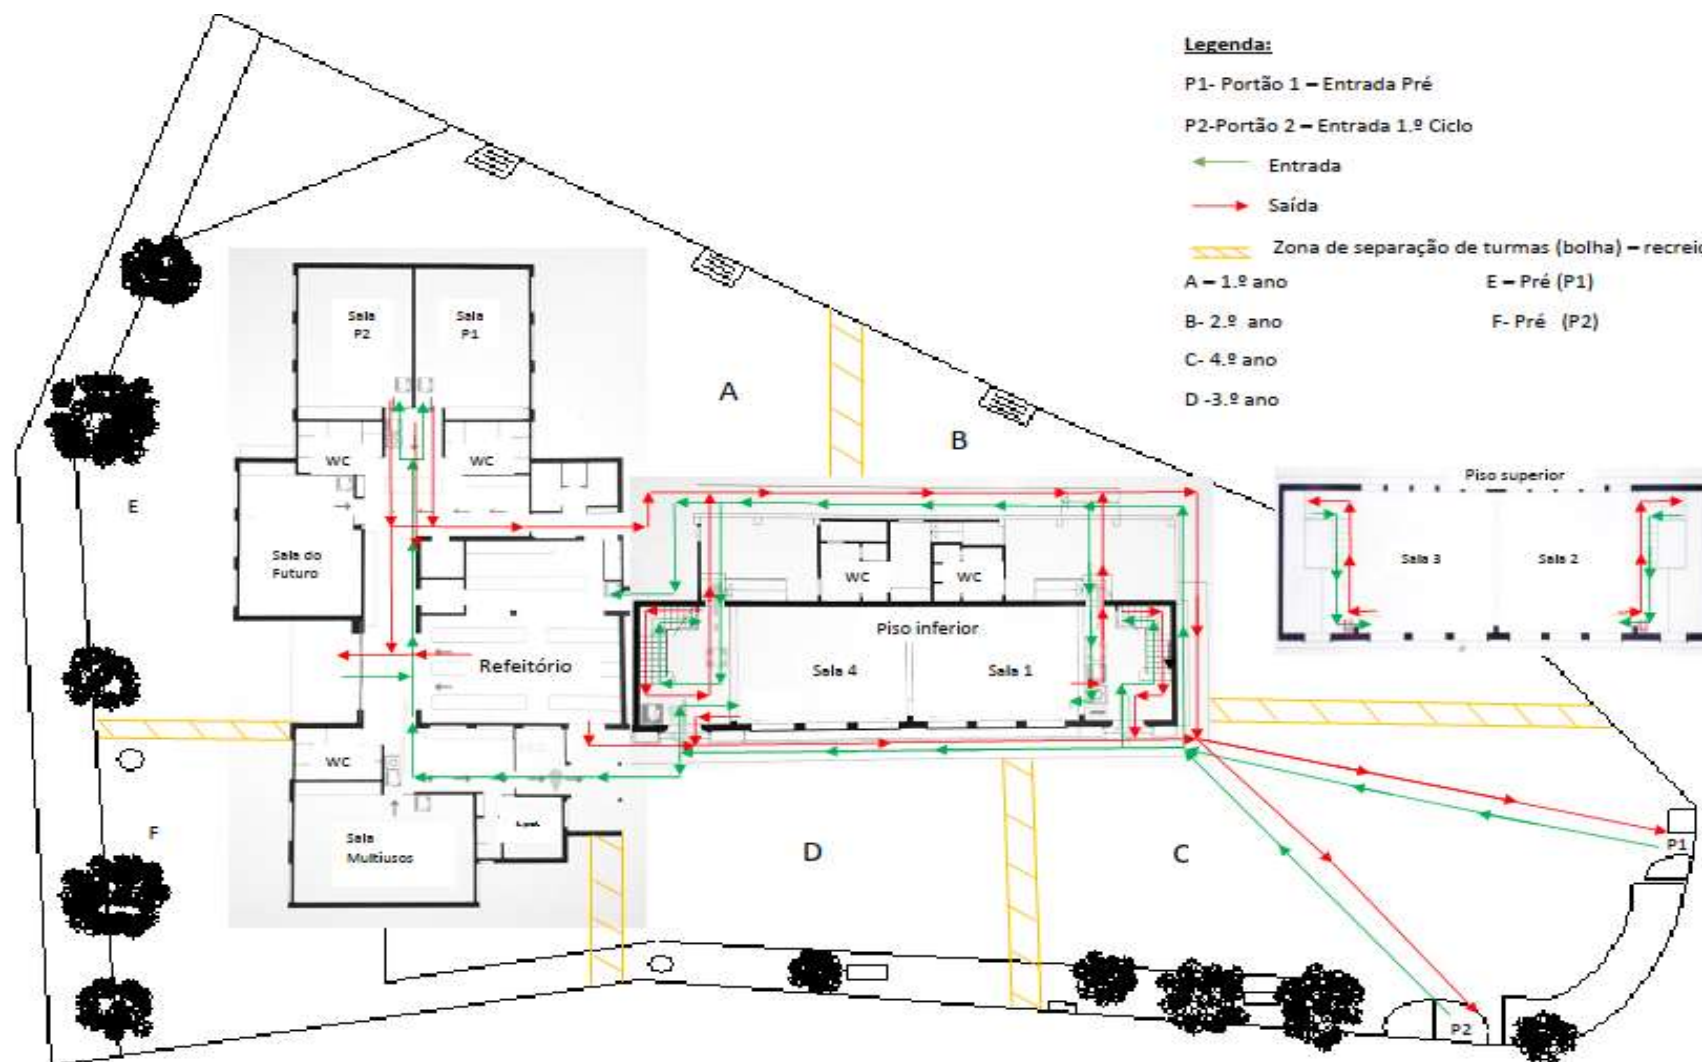 Legenda:
P1- Portão 1 – Entrada Pré
P2-Portão 2 – Entrada 1.º Ciclo
Entrada
Saída
Zona de separação de turmas (bolha) – recreio
A – 1.º ano
E – Pré (P1)
B- 2.º ano
F- Pré (P2)
C- 4.º ano
D -3.º ano
Sala
P2
Sala
P1
A
B
WC
WC
E
Piso superior
Sala do
Futuro
Sala 3
Sala 2
WC
WC
Piso inferior
Refeitório
Sala 4
Sala 1
WC
F
Sala
Multiusos
D
C
P1
P2